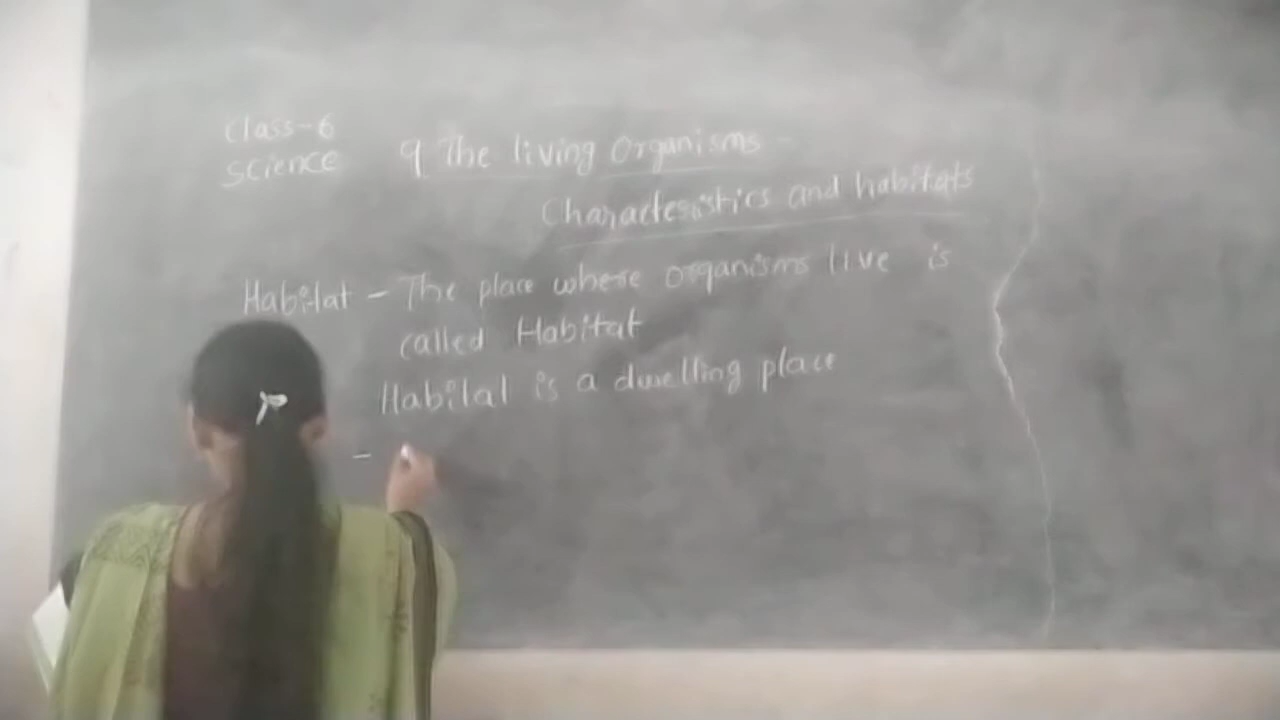 Class-6
Science
9 The living Organisms -
Characteristics and habitats
Habitat - The place where organisms live is
called Habitat
Habitat is a dwelling place
-